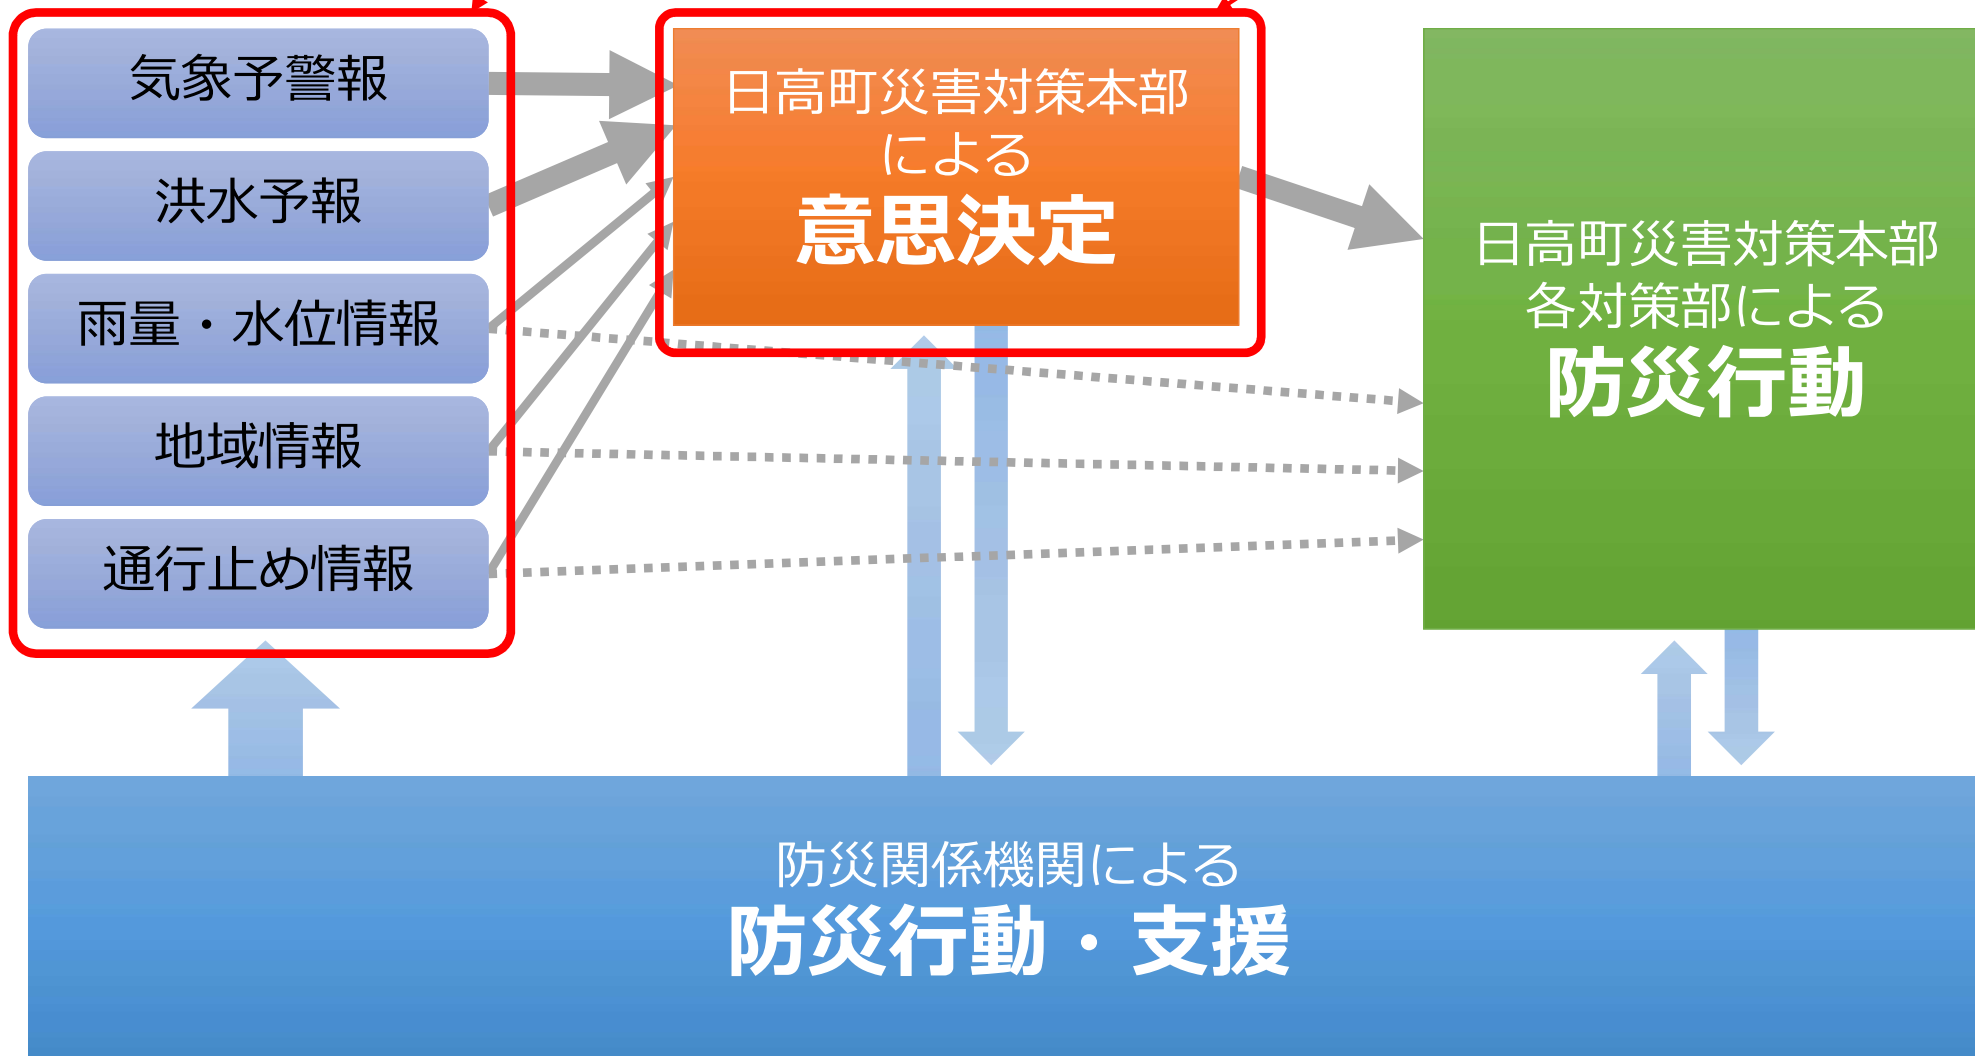 気象予警報
洪水予報
雨量・水位情報
地域情報
通行止め情報
日高町災害対策本部
による
意思決定
日高町災害対策本部
各対策部による
防災行動
防災関係機関による
防災行動・支援